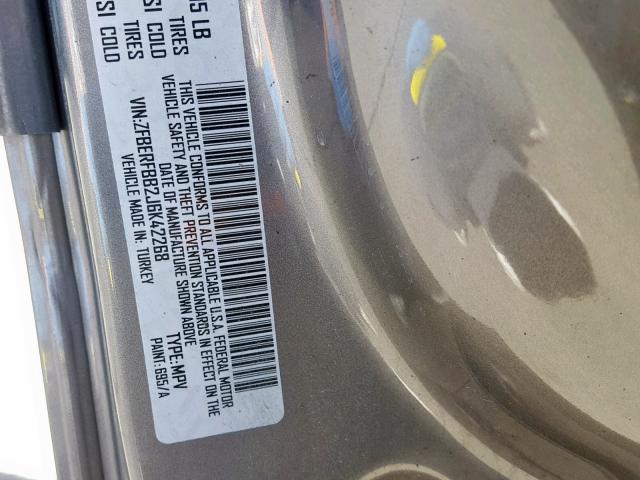 5 LB
TIRES
SI COLD
TIRES
SI COLD
THIS VEHICLE CONFORMS TO ALL APPLICABLE U.S.A. FEDERAL MOTOR
VEHICLE SAFETY AND THEFT PREVENTION STANDARDS IN EFFECT ON THE
DATE OF MANUFACTURE SHOWN ABOVE
VIN:ZFBERFBB2J6K42268 TYPE:MPV
VEHICLE MADE IN: TURKEY PAINT: 695/A